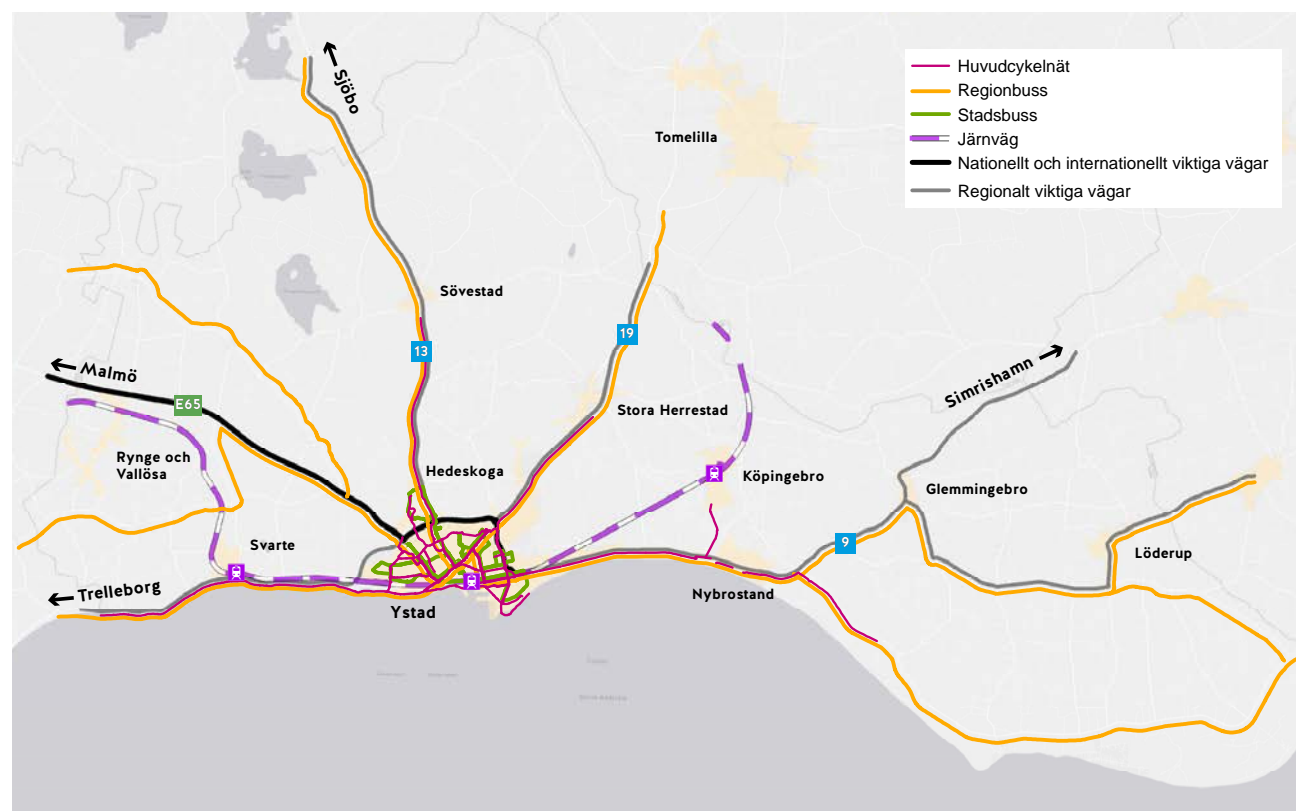 Sjöbo
Huvudcykelnät
Regionbuss
Stadsbuss
Järnväg
Nationellt och internationellt viktiga vägar
Regionalt viktiga vägar
Tomelilla
Sövestad
13
19
Malmö
E65
Simrishamn
Stora Herrestad
Rynge och
Vallösa
Hedeskoga
Köpingebro
Glemmingebro
Svarte
9
Löderup
Trelleborg
Ystad
Nybrostand